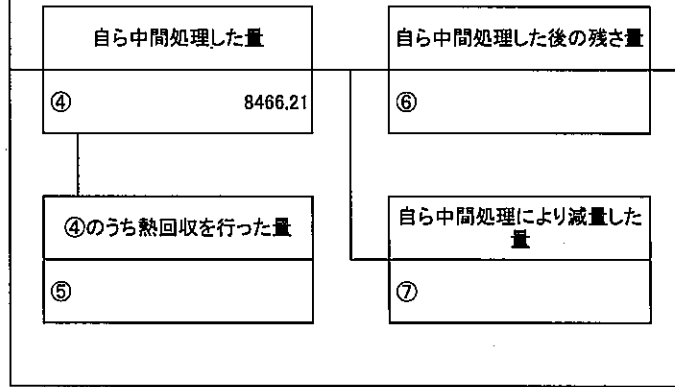 自ら中間処理した量
自ら中間処理した後の残さ量
④ 8466.21
⑥
④のうち熱回収を行った量
自ら中間処理により減量した
量
⑤
⑦